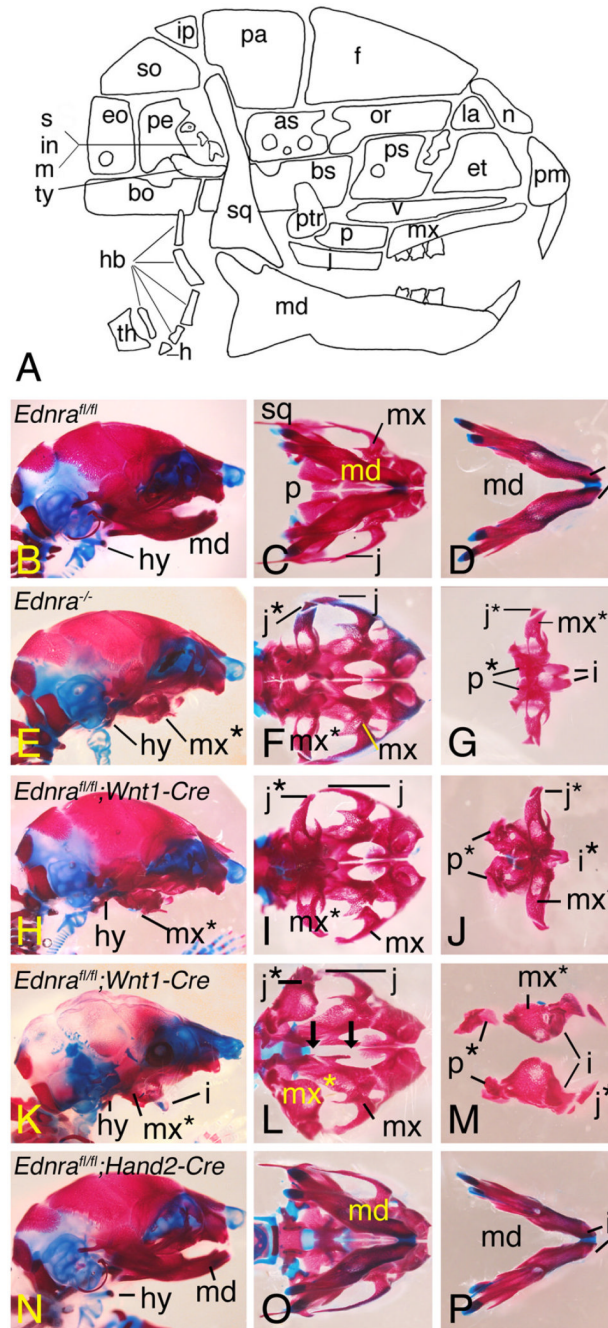 ip
pa
f
so
s
eo
pe
as
or
la
n
in
m
ps
et
pm
ty
bo
bs
sq
ptr
v
p
mx
hb
j
md
th
h
A
Ednra^fl/fl
sq
mx
md
p
md
hy
md
j
B
C
D
Ednra^-/-
j*
j
j*
mx*
p*
i
hy
mx*
mx*
mx
E
F
G
Ednra^fl/fl;Wnt1-Cre
j*
j
j*
p*
i*
hy
mx*
mx*
mx
mx
H
I
J
Ednra^fl/fl;Wnt1-Cre
j*
j
mx*
mx*
p*
i
i
hy
mx*
mx
j*
K
L
M
Ednra^fl/fl;Hand2-Cre
md
md
hy
md
N
O
P